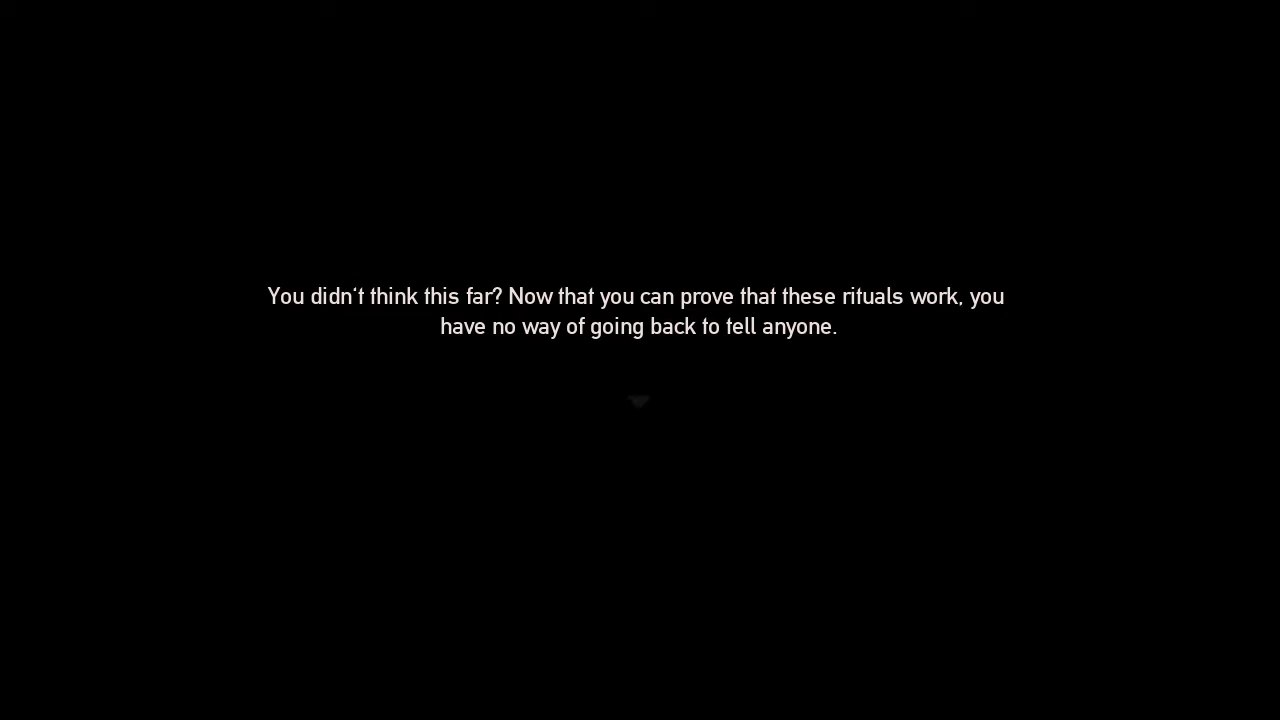 You didn't think this far? Now that you can prove that these rituals work, you
have no way of going back to tell anyone.